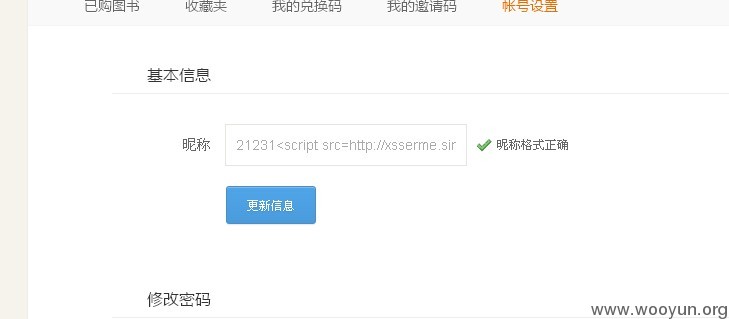 已购图书 收藏夹 我的兑换码 我的邀请码 帐号设置
基本信息
昵称 21231<script src=http://xsserme.sir 昵称格式正确
更新信息
修改密码
www.wooyun.org